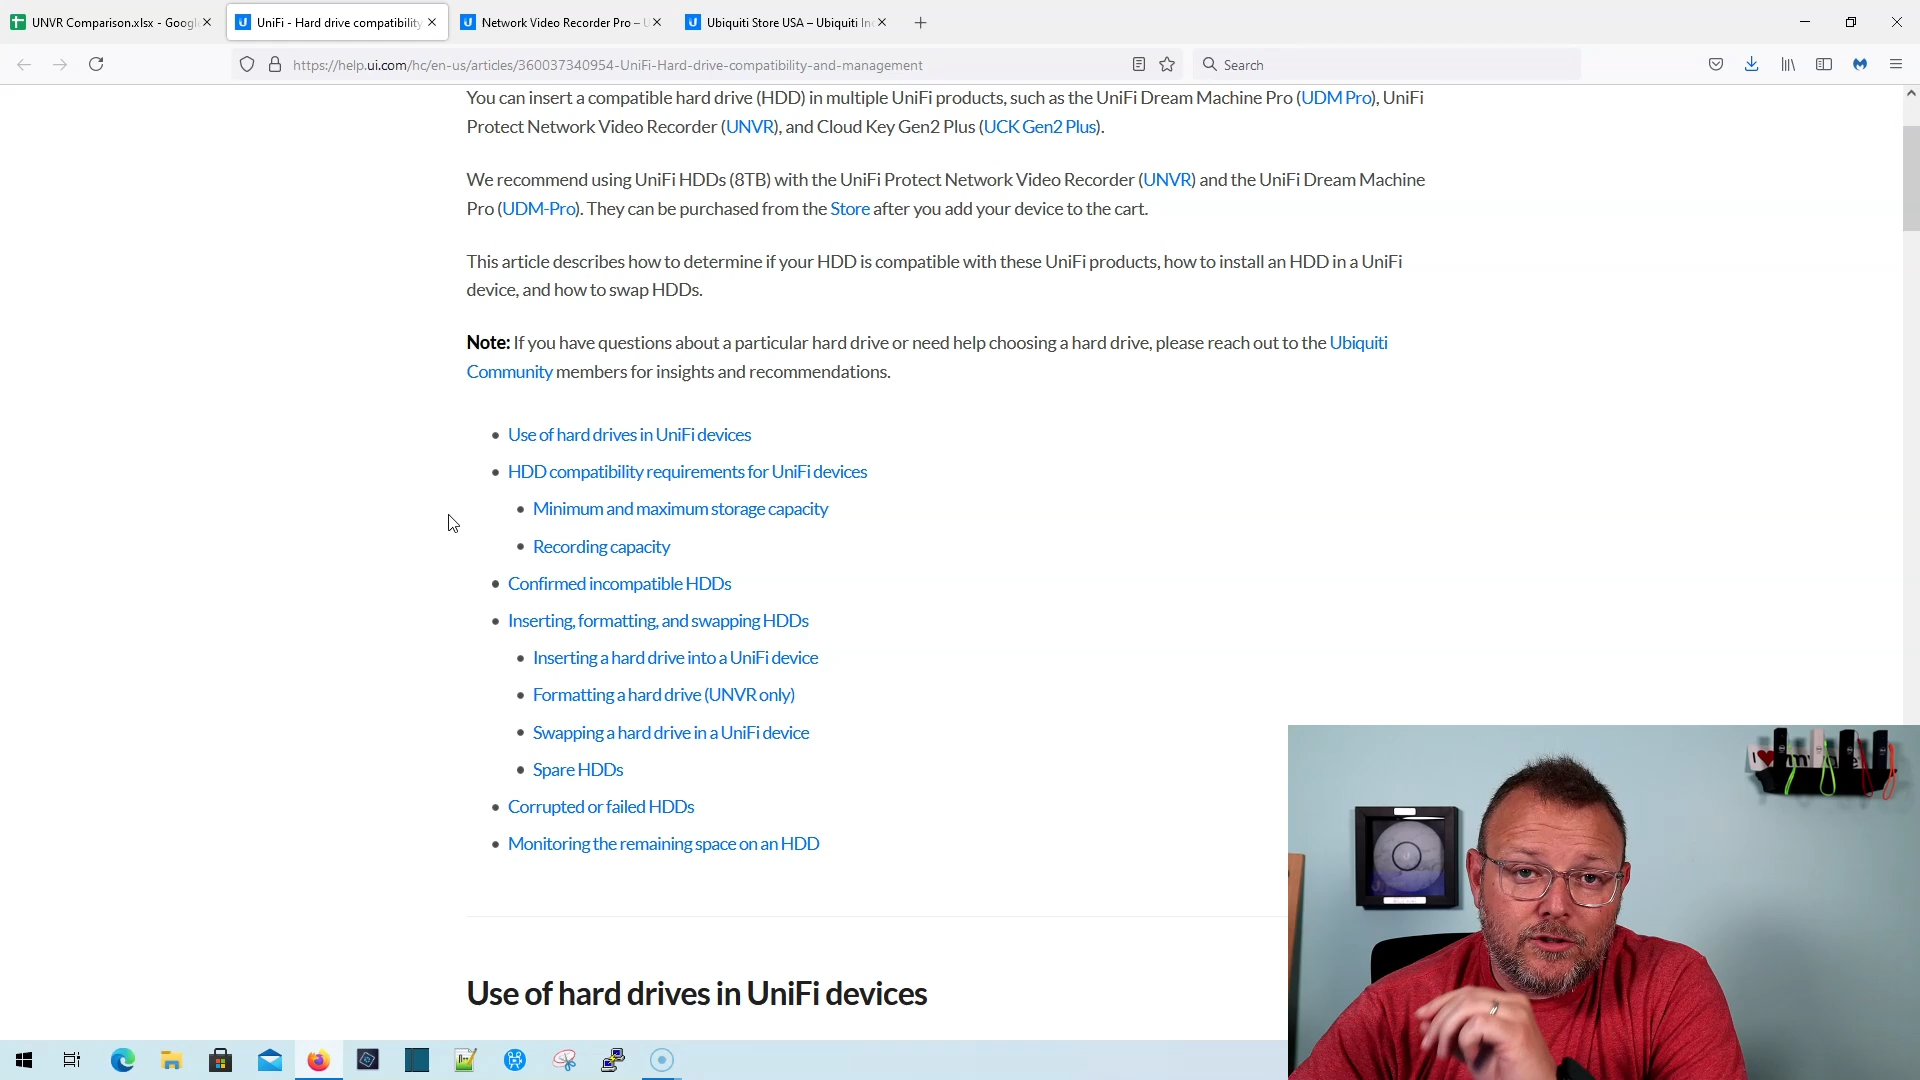 UNVR Comparison.xlsx - Googl
UniFi - Hard drive compatibility
Network Video Recorder Pro –
Ubiquiti Store USA – Ubiquiti In
https://help.ui.com/hc/en-us/articles/360037340954-UniFi-Hard-drive-compatibility-and-management
Search
You can insert a compatible hard drive (HDD) in multiple UniFi products, such as the UniFi Dream Machine Pro (UDM Pro), UniFi
Protect Network Video Recorder (UNVR), and Cloud Key Gen2 Plus (UCK Gen2 Plus).
We recommend using UniFi HDDs (8TB) with the UniFi Protect Network Video Recorder (UNVR) and the UniFi Dream Machine
Pro (UDM-Pro). They can be purchased from the Store after you add your device to the cart.
This article describes how to determine if your HDD is compatible with these UniFi products, how to install an HDD in a UniFi
device, and how to swap HDDs.
Note: If you have questions about a particular hard drive or need help choosing a hard drive, please reach out to the Ubiquiti
Community members for insights and recommendations.
Use of hard drives in UniFi devices
HDD compatibility requirements for UniFi devices
Minimum and maximum storage capacity
Recording capacity
Confirmed incompatible HDDs
Inserting, formatting, and swapping HDDs
Inserting a hard drive into a UniFi device
Formatting a hard drive (UNVR only)
Swapping a hard drive in a UniFi device
Spare HDDs
Corrupted or failed HDDs
Monitoring the remaining space on an HDD
Use of hard drives in UniFi devices